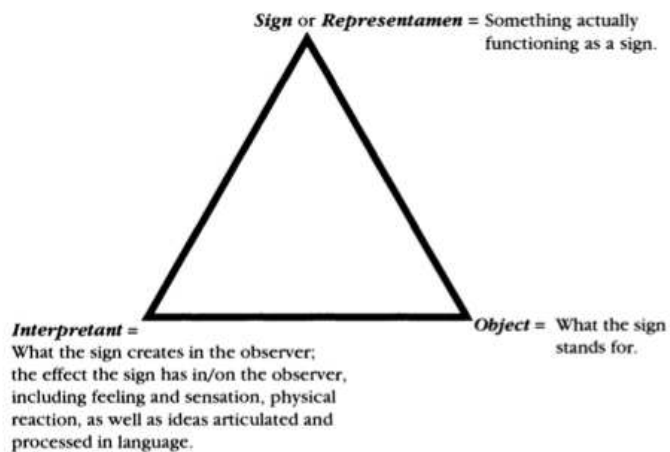 Sign or Representamen = Something actually
functioning as a sign.
Interpretant =
What the sign creates in the observer;
the effect the sign has in/on the observer,
including feeling and sensation, physical
reaction, as well as ideas articulated and
processed in language.
Object = What the sign
stands for.